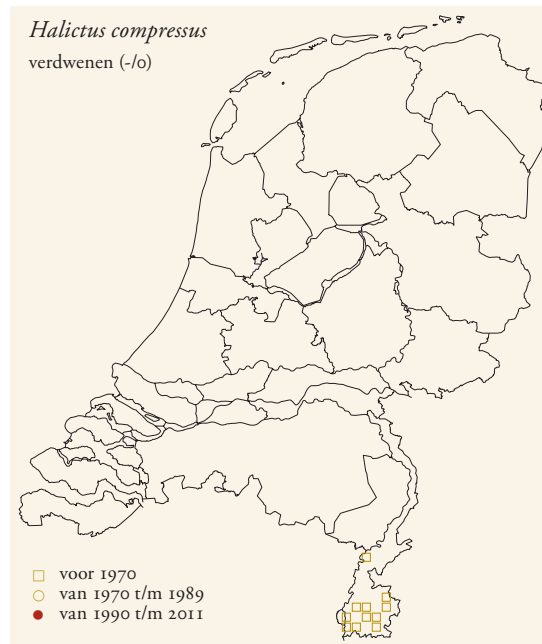 Halictus compressus
verdwenen (-/0)
voor 1970
van 1970 t/m 1989
van 1990 t/m 2011